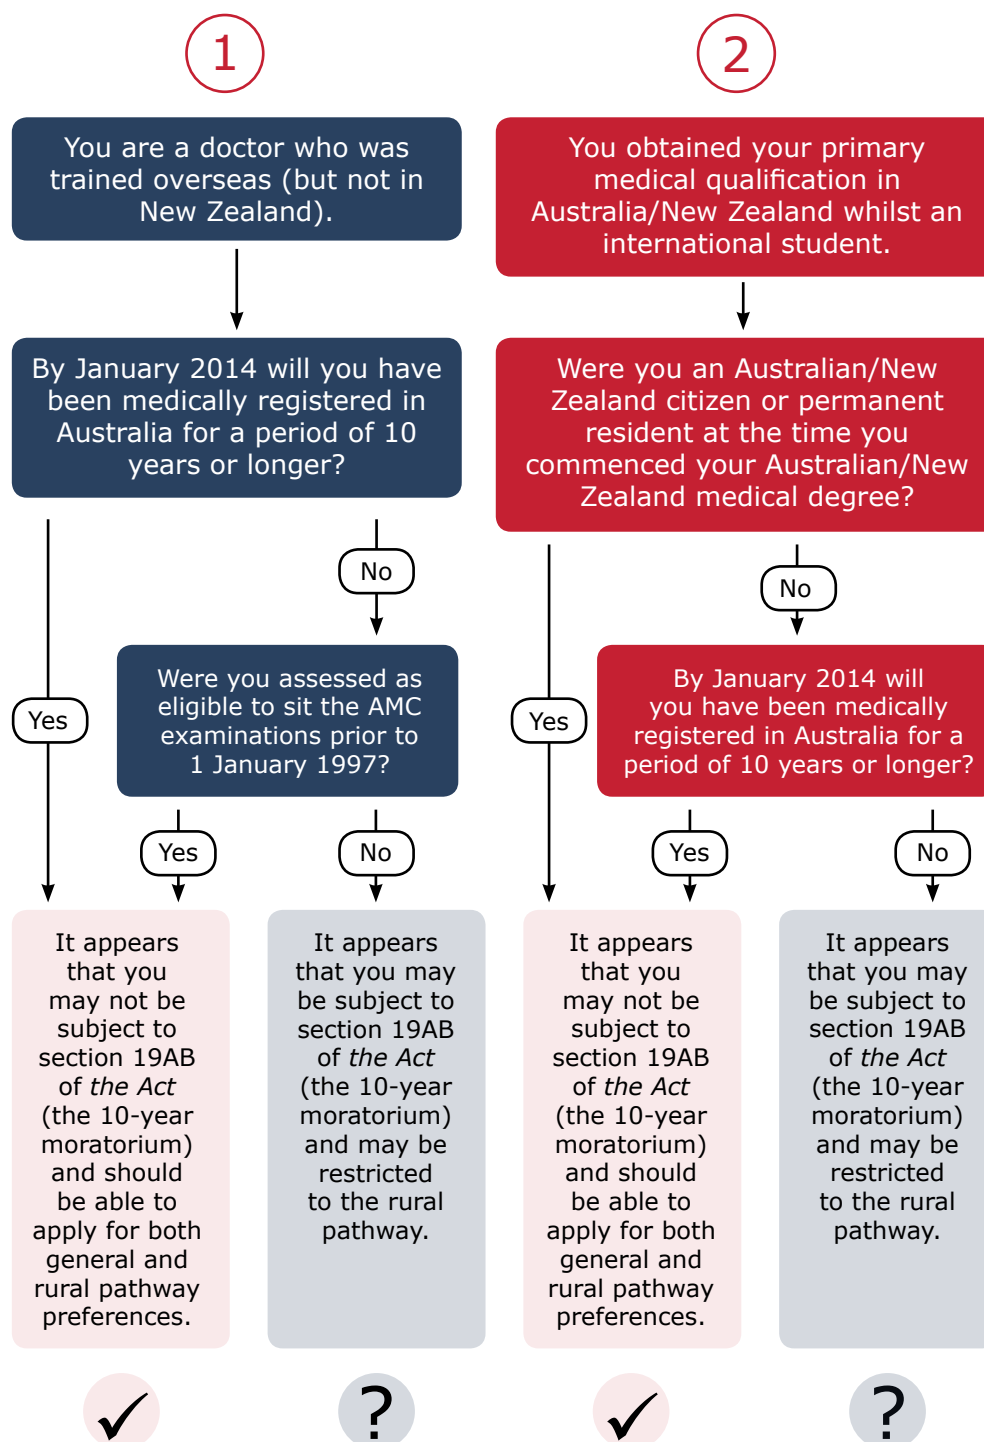 1
You are a doctor who was
trained overseas (but not in
New Zealand).
By January 2014 will you have
been medically registered in
Australia for a period of 10
years or longer?
No
Were you assessed as
eligible to sit the AMC
examinations prior to
1 January 1997?
Yes
Yes
No
It appears
that you
may not be
subject to
section 19AB
of the Act
(the 10-year
moratorium)
and should
be able to
apply for both
general and
rural pathway
preferences.
It appears
that you may
be subject to
section 19AB
of the Act
(the 10-year
moratorium)
and may be
restricted
to the rural
pathway.
✓
?
2
You obtained your primary
medical qualification in
Australia/New Zealand whilst an
international student.
Were you an Australian/New
Zealand citizen or permanent
resident at the time you
commenced your Australian/New
Zealand medical degree?
No
By January 2014 will
you have been medically
registered in Australia for a
period of 10 years or longer?
Yes
Yes
No
It appears
that you
may not be
subject to
section 19AB
of the Act
(the 10-year
moratorium)
and should
be able to
apply for both
general and
rural pathway
preferences.
It appears
that you may
be subject to
section 19AB
of the Act
(the 10-year
moratorium)
and may be
restricted
to the rural
pathway.
✓
?